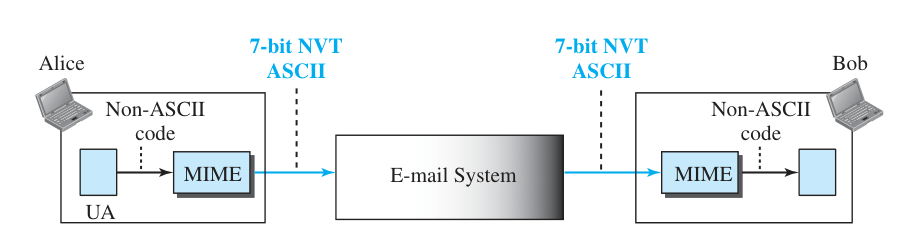 7-bit NVT
ASCII
7-bit NVT
ASCII
Alice
Bob
Non-ASCII
code
Non-ASCII
code
MIME
E-mail System
MIME
UA